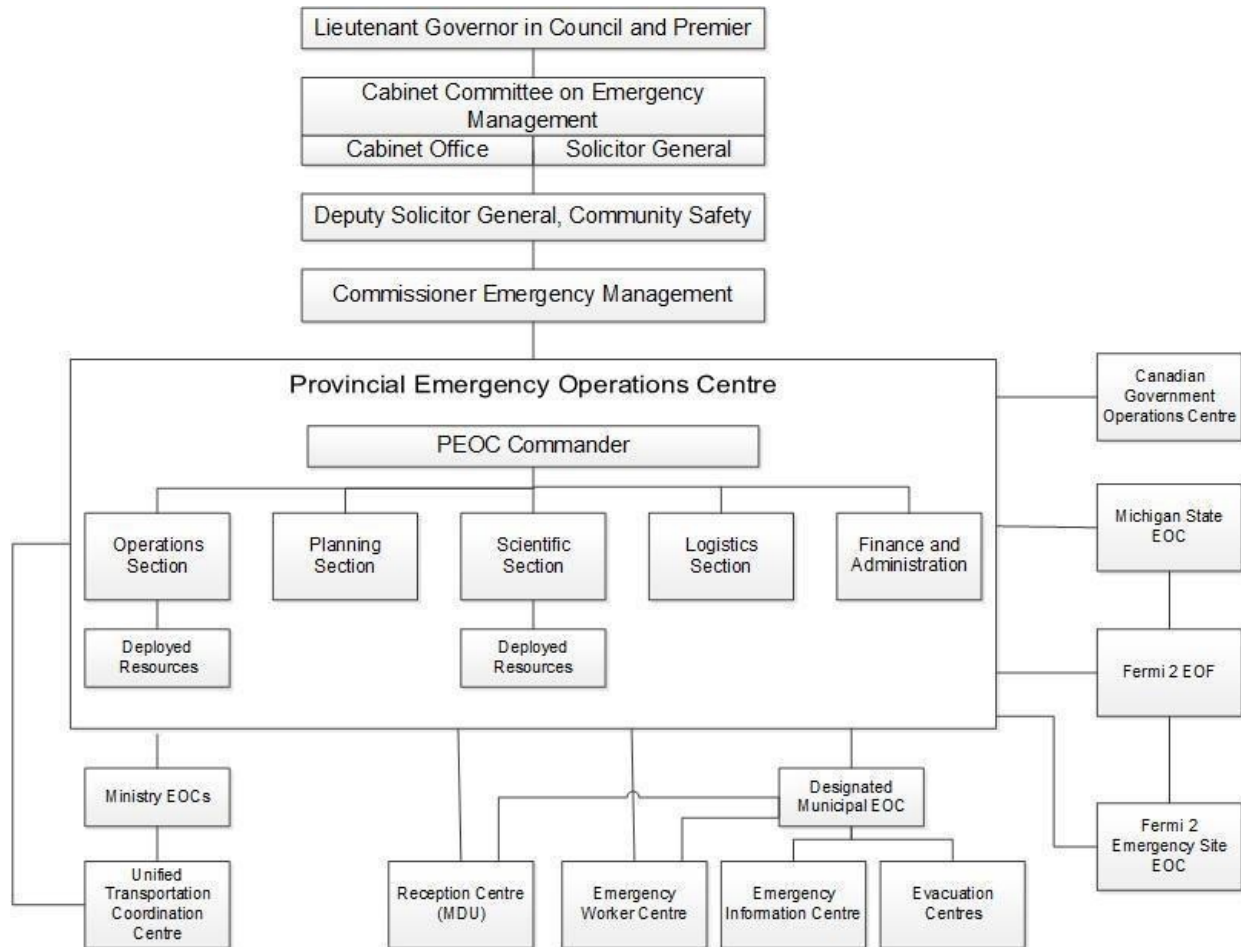 Lieutenant Governor in Council and Premier
Cabinet Committee on Emergency
Management
Cabinet Office
Solicitor General
Deputy Solicitor General, Community Safety
Commissioner Emergency Management
Provincial Emergency Operations Centre
PEOC Commander
Operations
Section
Planning
Section
Scientific
Section
Logistics
Section
Finance and
Administration
Deployed
Resources
Deployed
Resources
Canadian
Government
Operations Centre
Michigan State
EOC
Fermi 2 EOF
Fermi 2
Emergency Site
EOC
Ministry EOCs
Designated
Municipal EOC
Unified
Transportation
Coordination
Centre
Reception Centre
(MDU)
Emergency
Worker Centre
Emergency
Information Centre
Evacuation
Centres